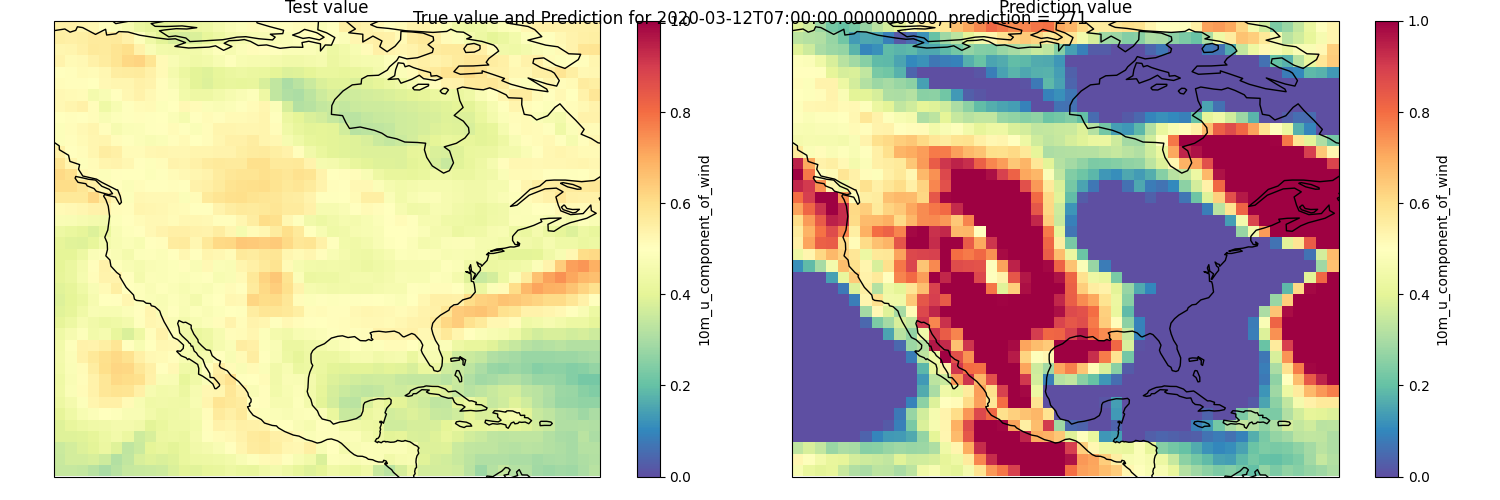 Test value
Prediction value
True value and Prediction for 2020-03-12T07:00:00.000000000, prediction = 271
1.0
0.8
0.6
0.4
0.2
0.0
10m_u_component_of_wind
1.0
0.8
0.6
0.4
0.2
0.0
10m_u_component_of_wind